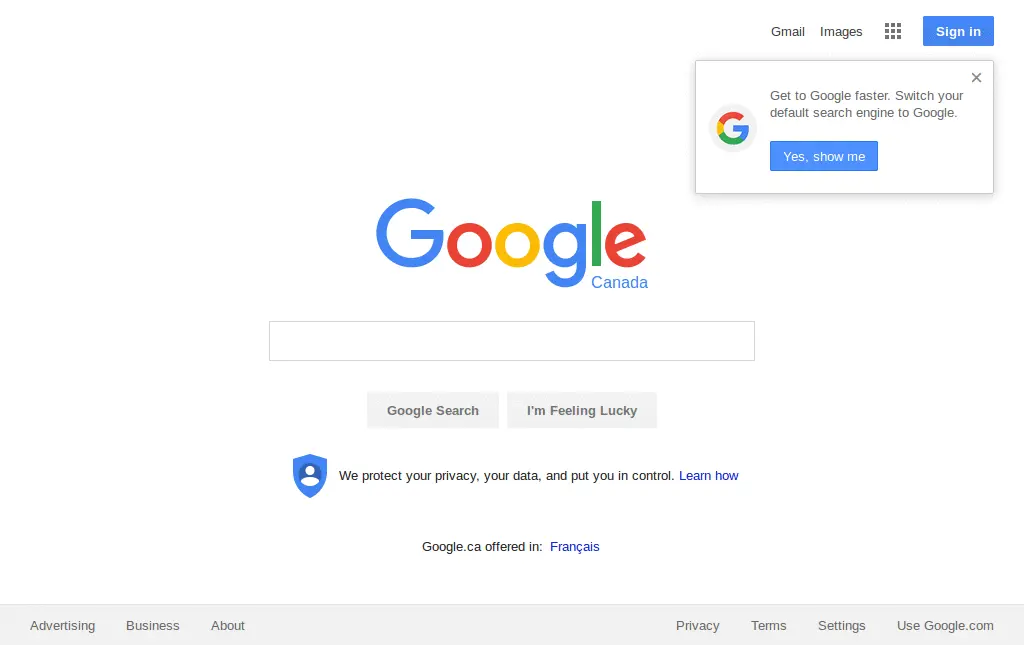 Gmail Images Sign in
Get to Google faster. Switch your
default search engine to Google.
Yes, show me
Google
Canada
Google Search I'm Feeling Lucky
We protect your privacy, your data, and put you in control. Learn how
Google.ca offered in: Français
Advertising Business About Privacy Terms Settings Use Google.com